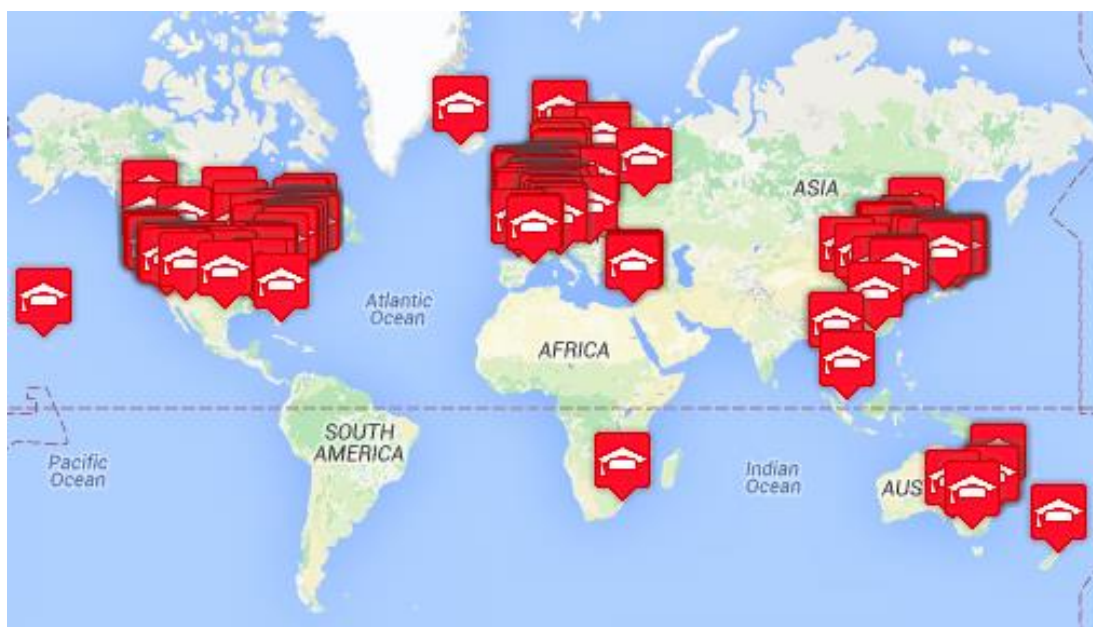 ASIA
Atlantic
Ocean
AFRICA
SOUTH
AMERICA
Pacific
Ocean
Indian
Ocean
AUS